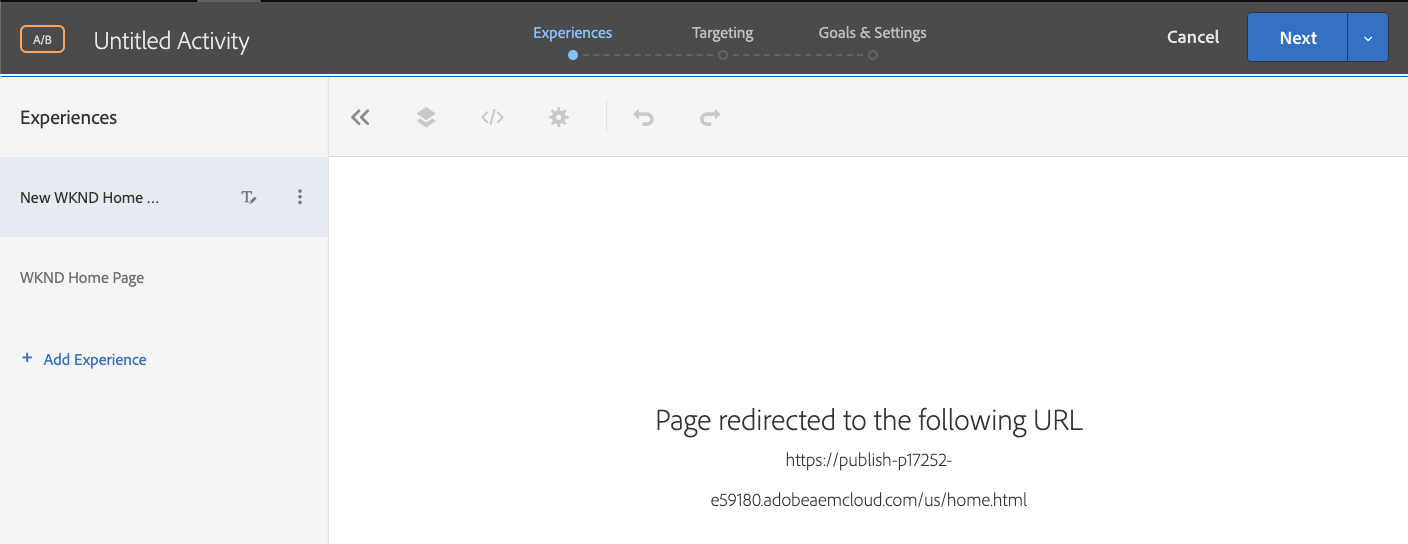 A/B
Untitled Activity
Experiences
Targeting
Goals & Settings
Cancel
Next
Experiences
New WKND Home ...
WKND Home Page
+ Add Experience
Page redirected to the following URL
https://publish-p17252-
e59180.adobeaemcloud.com/us/home.html